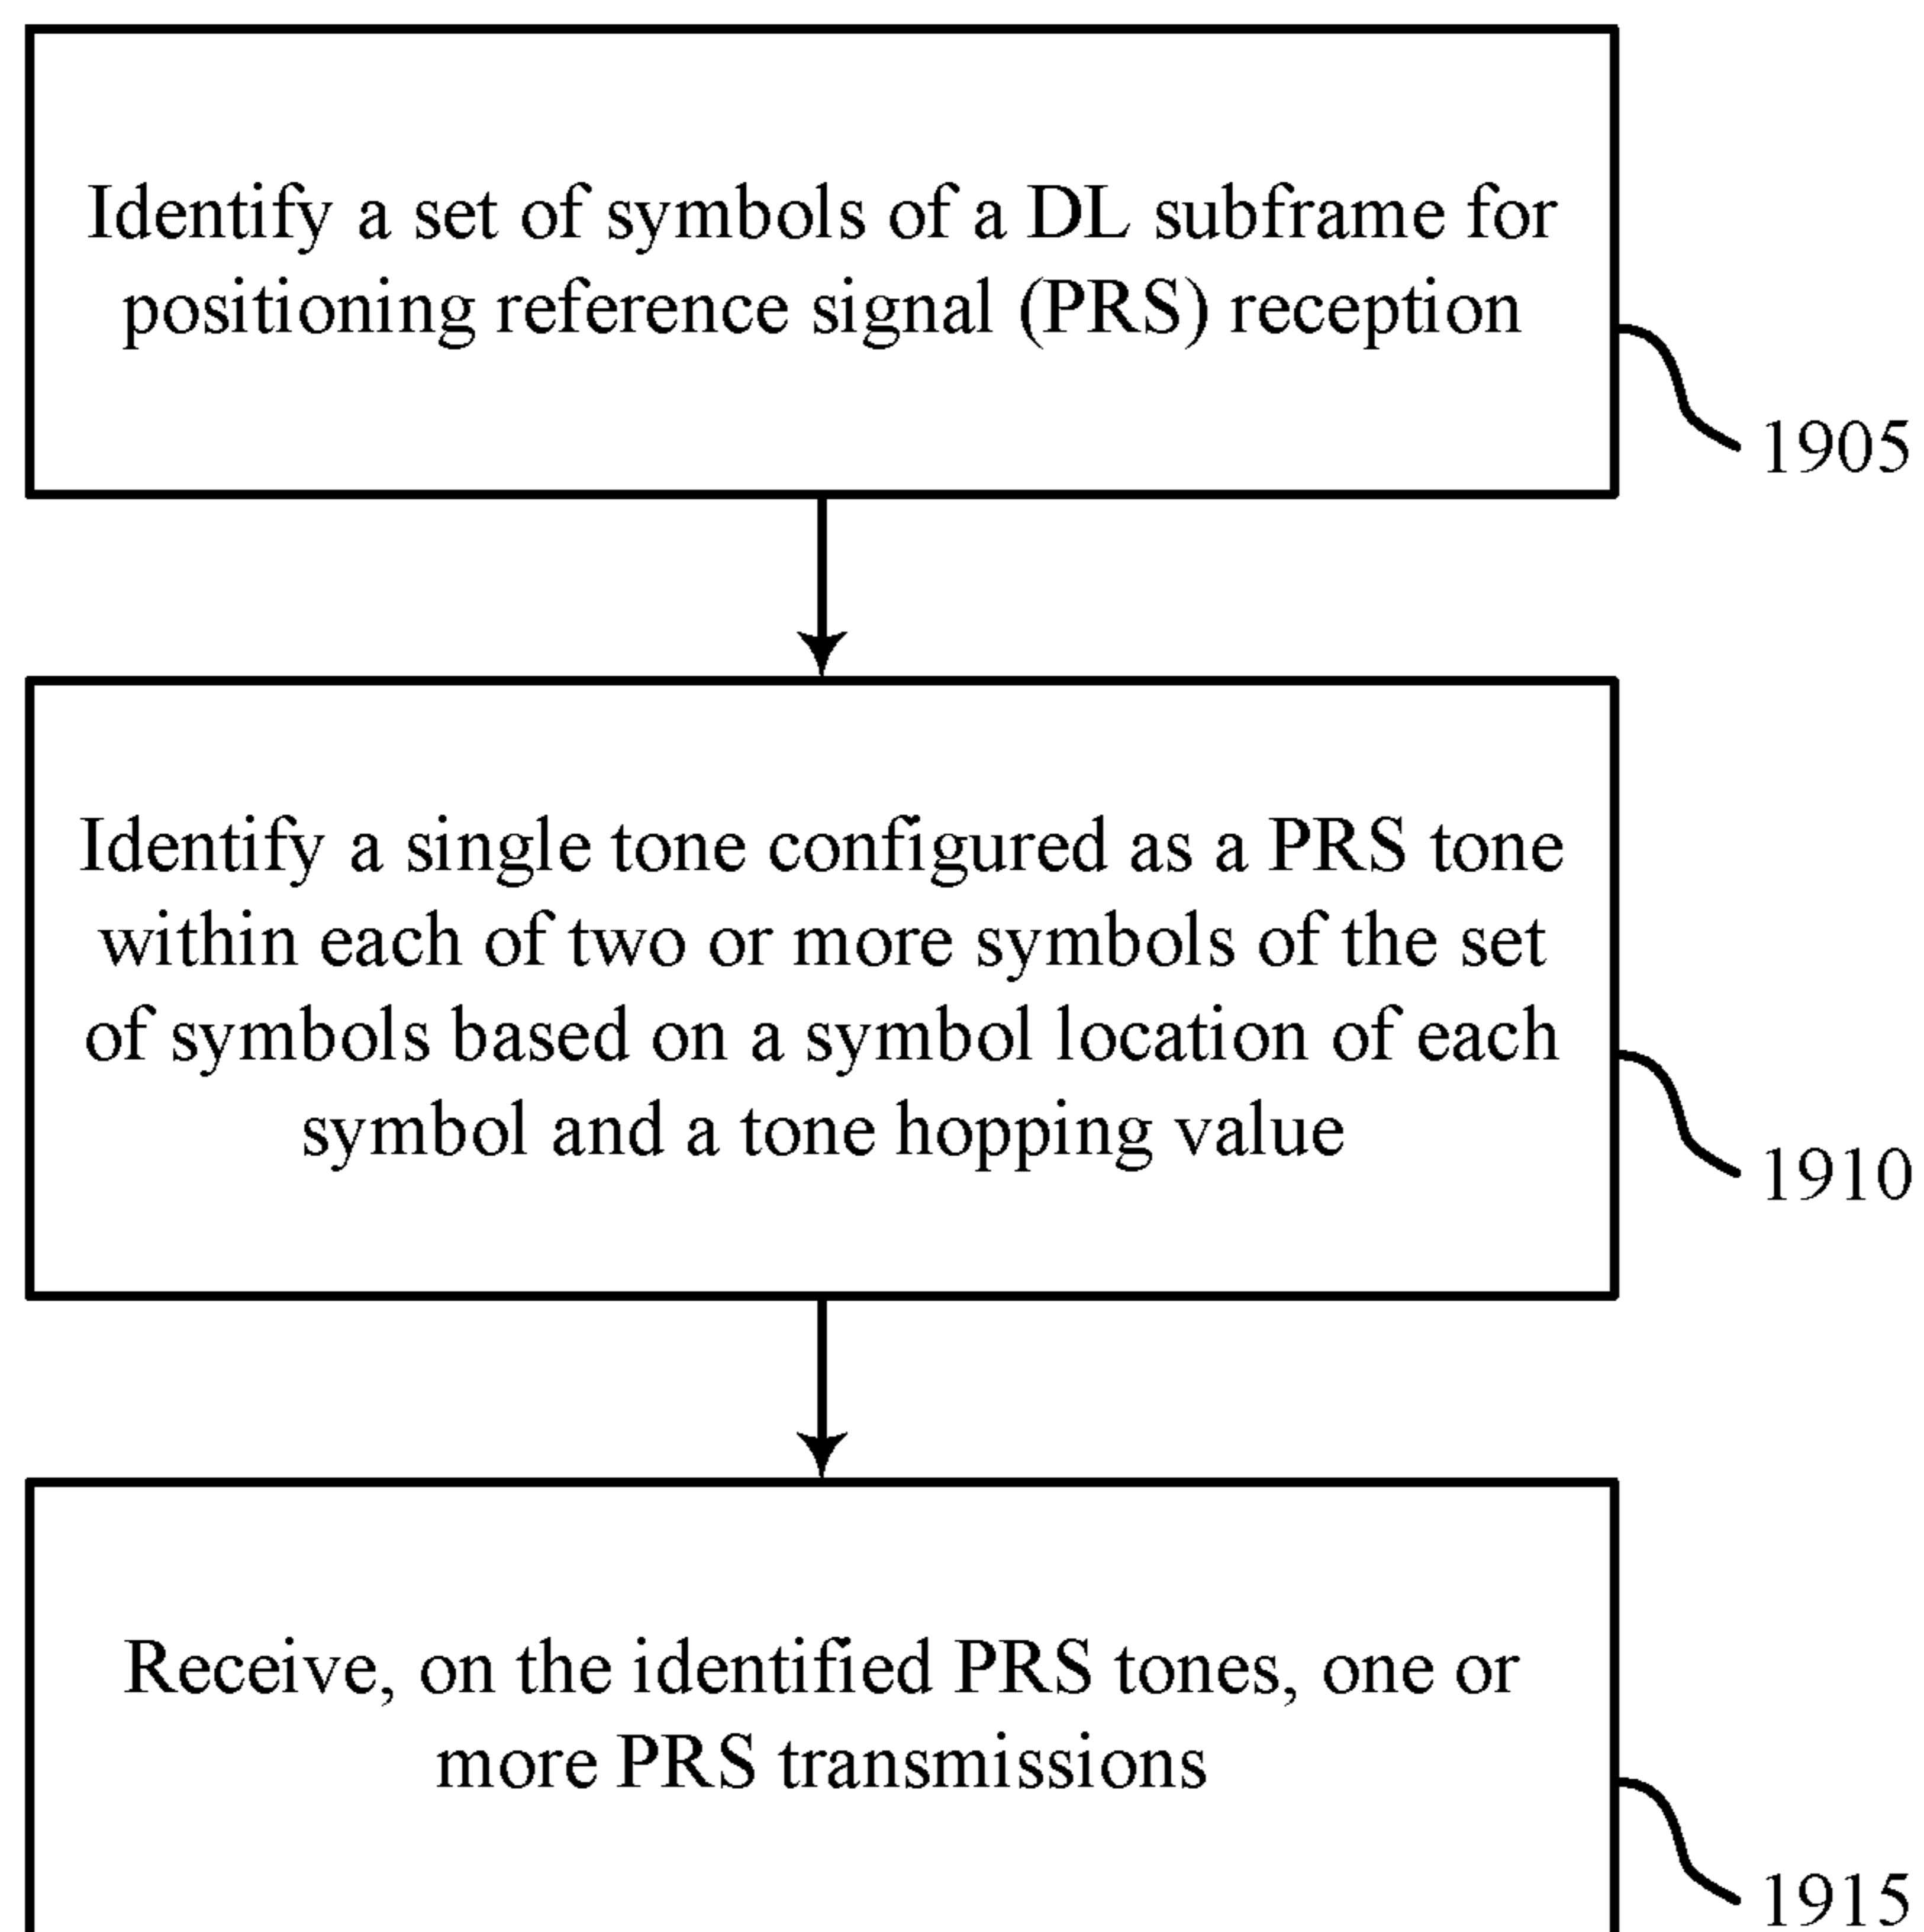 Identify a set of symbols of a DL subframe for
positioning reference signal (PRS) reception
1905
Identify a single tone configured as a PRS tone
within each of two or more symbols of the set
of symbols based on a symbol location of each
symbol and a tone hopping value
1910
Receive, on the identified PRS tones, one or
more PRS transmissions
1915